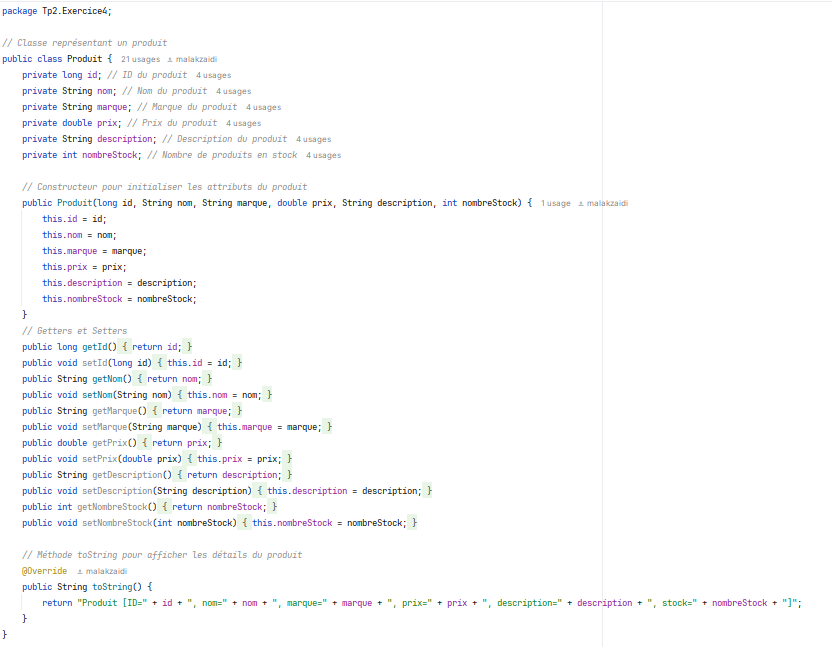 package Tp2.Exercice4;
// Classe représentant un produit
public class Produit { 21 usages malakzaidi
private long id; // ID du produit 4 usages
private String nom; // Nom du produit 4 usages
private String marque; // Marque du produit 4 usages
private double prix; // Prix du produit 4 usages
private String description; // Description du produit 4 usages
private int nombreStock; // Nombre de produits en stock 4 usages
// Constructeur pour initialiser les attributs du produit
public Produit(long id, String nom, String marque, double prix, String description, int nombreStock) { 1 usage malakzaidi
this.id = id;
this.nom = nom;
this.marque = marque;
this.prix = prix;
this.description = description;
this.nombreStock = nombreStock;
}
// Getters et Setters
public long getId() { return id; }
public void setId(long id) { this.id = id; }
public String getNom() { return nom; }
public void setNom(String nom) { this.nom = nom; }
public String getMarque() { return marque; }
public void setMarque(String marque) { this.marque = marque; }
public double getPrix() { return prix; }
public void setPrix(double prix) { this.prix = prix; }
public String getDescription() { return description; }
public void setDescription(String description) { this.description = description; }
public int getNombreStock() { return nombreStock; }
public void setNombreStock(int nombreStock) { this.nombreStock = nombreStock; }
// Méthode toString pour afficher les détails du produit
@Override malakzaidi
public String toString() {
return "Produit [ID=" + id + ", nom=" + nom + ", marque=" + marque + ", prix=" + prix + ", description=" + description + ", stock=" + nombreStock + "]";
}
}